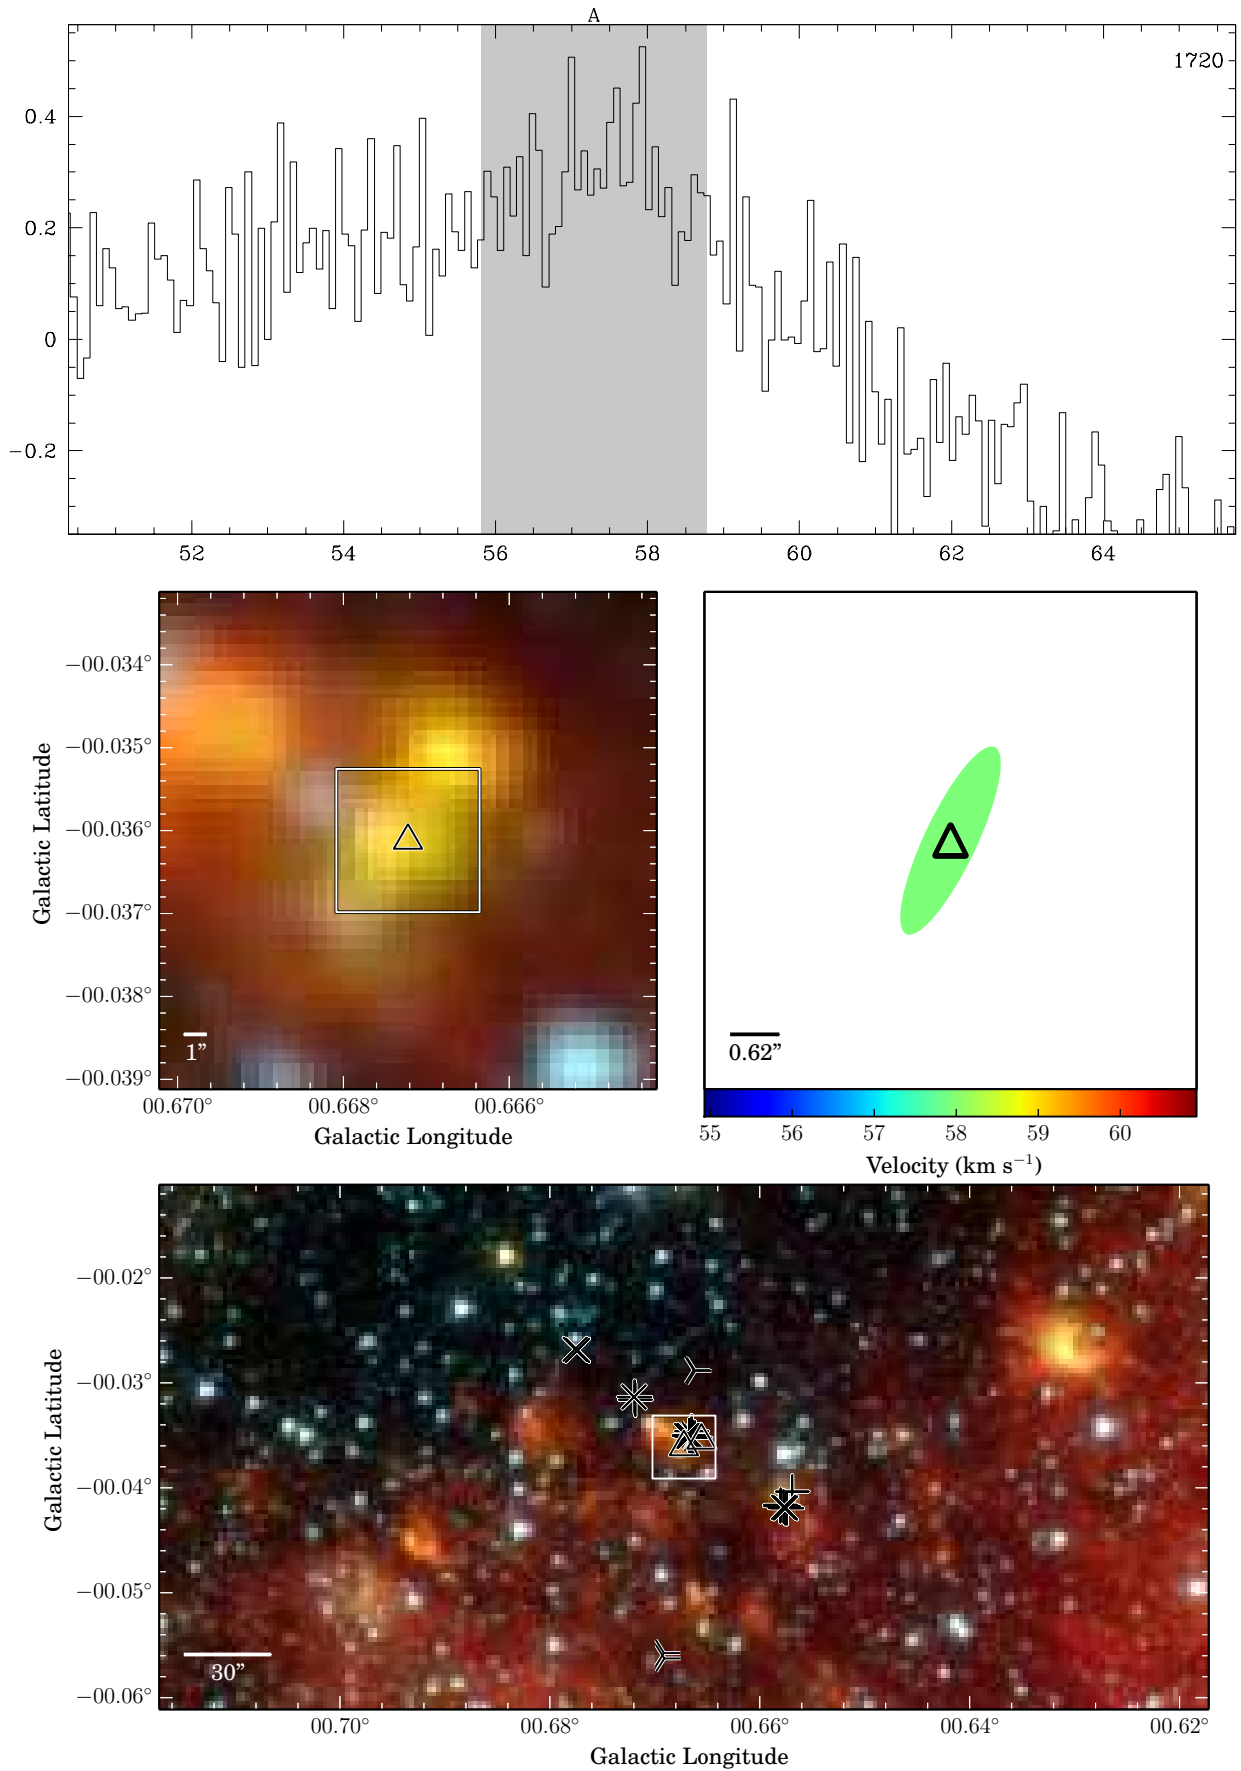 A
1720
0.4
0.2
0
−0.2
52 54 56 58 60 62 64
−00.034°
−00.035°
−00.036°
−00.037°
−00.038°
−00.039°
Galactic Latitude
1”
00.670° 00.668° 00.666°
Galactic Longitude
0.62”
55 56 57 58 59 60
Velocity (km s−1)
−00.02°
−00.03°
−00.04°
−00.05°
−00.06°
Galactic Latitude
30”
00.70° 00.68° 00.66° 00.64° 00.62°
Galactic Longitude